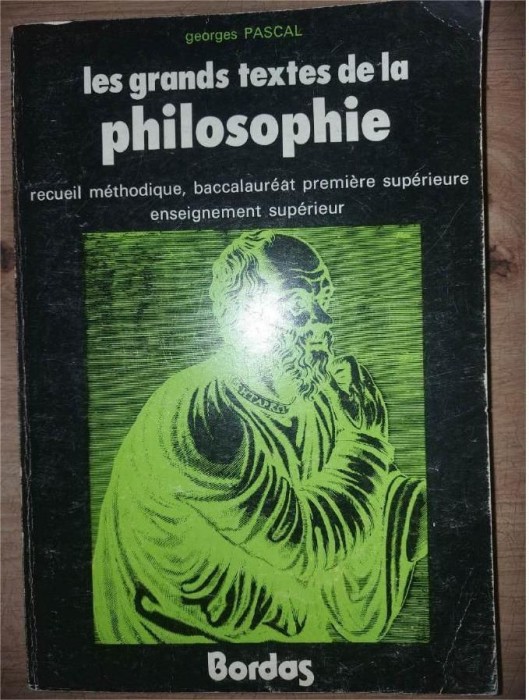 georges PASCAL
les grands textes de la
philosophie
recueil méthodique, baccalauréat première supérieure
enseignement supérieur
Bordas